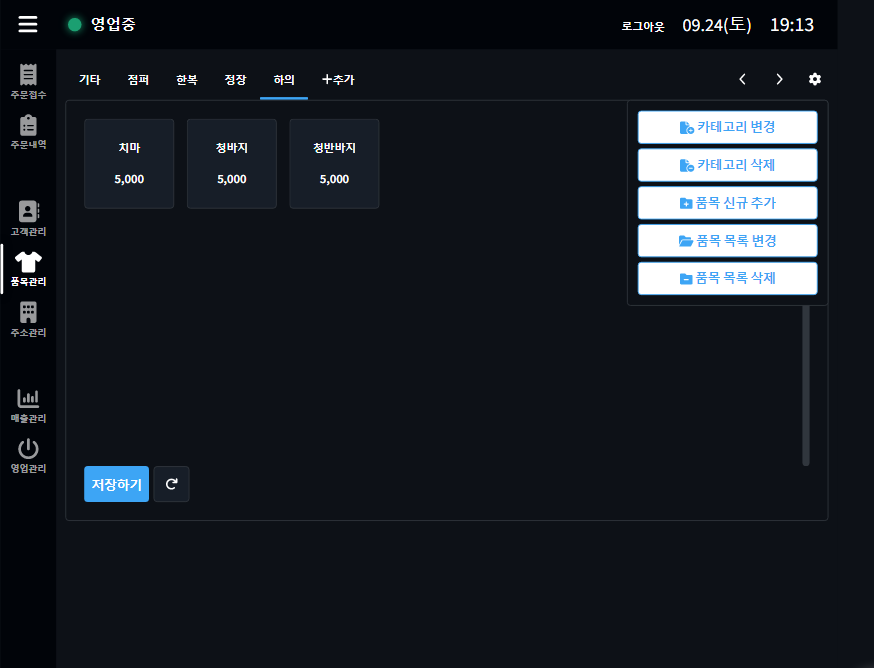 영업중
로그아웃 09.24(토) 19:13
주문접수
주문내역
고객관리
품목관리
주소관리
매출관리
영업관리
기타 점퍼 한복 정장 하의 +추가
치마
5,000
청바지
5,000
청반바지
5,000
카테고리 변경
카테고리 삭제
품목 신규 추가
품목 목록 변경
품목 목록 삭제
저장하기